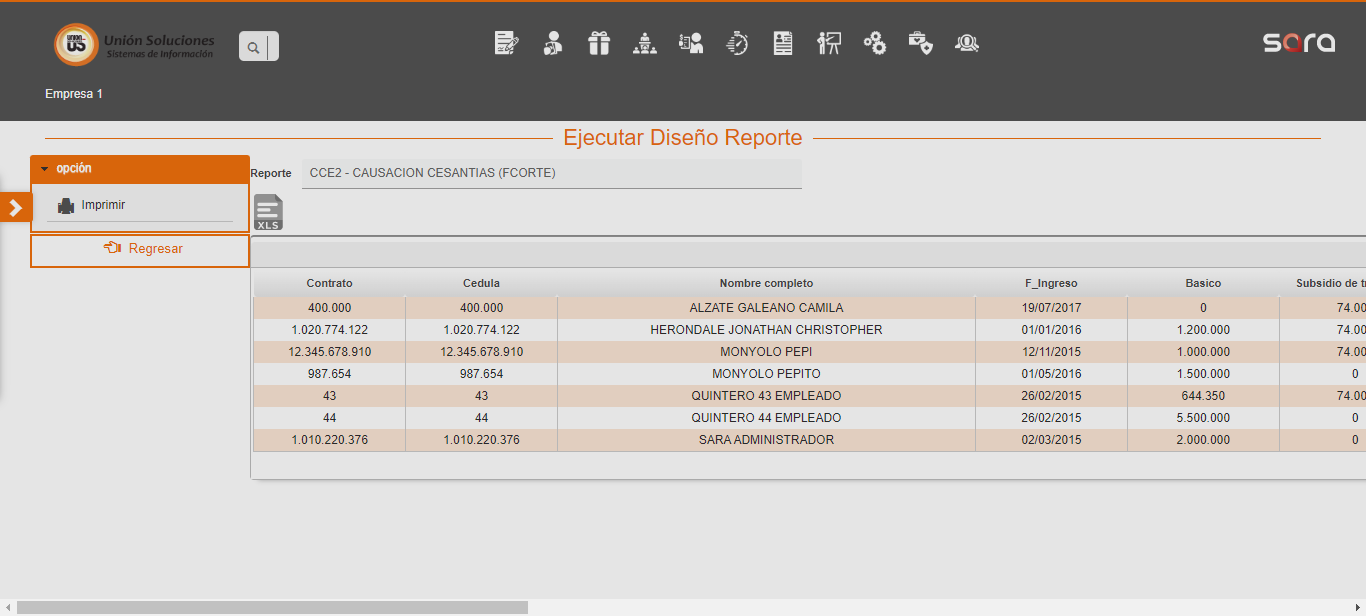 UNION
US
Unión Soluciones
Sistemas de Información
sara
Empresa 1
Ejecutar Diseño Reporte
opción
Imprimir
Regresar
Reporte CCE2 - CAUSACION CESANTIAS (FCORTE)
XLS
Contrato Cedula Nombre completo F_Ingreso Basico Subsidio de t
400.000 400.000 ALZATE GALEANO CAMILA 19/07/2017 0 74.00
1.020.774.122 1.020.774.122 HERONDALE JONATHAN CHRISTOPHER 01/01/2016 1.200.000 74.00
12.345.678.910 12.345.678.910 MONYOLO PEPI 12/11/2015 1.000.000 74.00
987.654 987.654 MONYOLO PEPITO 01/05/2016 1.500.000 0
43 43 QUINTERO 43 EMPLEADO 26/02/2015 644.350 74.00
44 44 QUINTERO 44 EMPLEADO 26/02/2015 5.500.000 0
1.010.220.376 1.010.220.376 SARA ADMINISTRADOR 02/03/2015 2.000.000 0